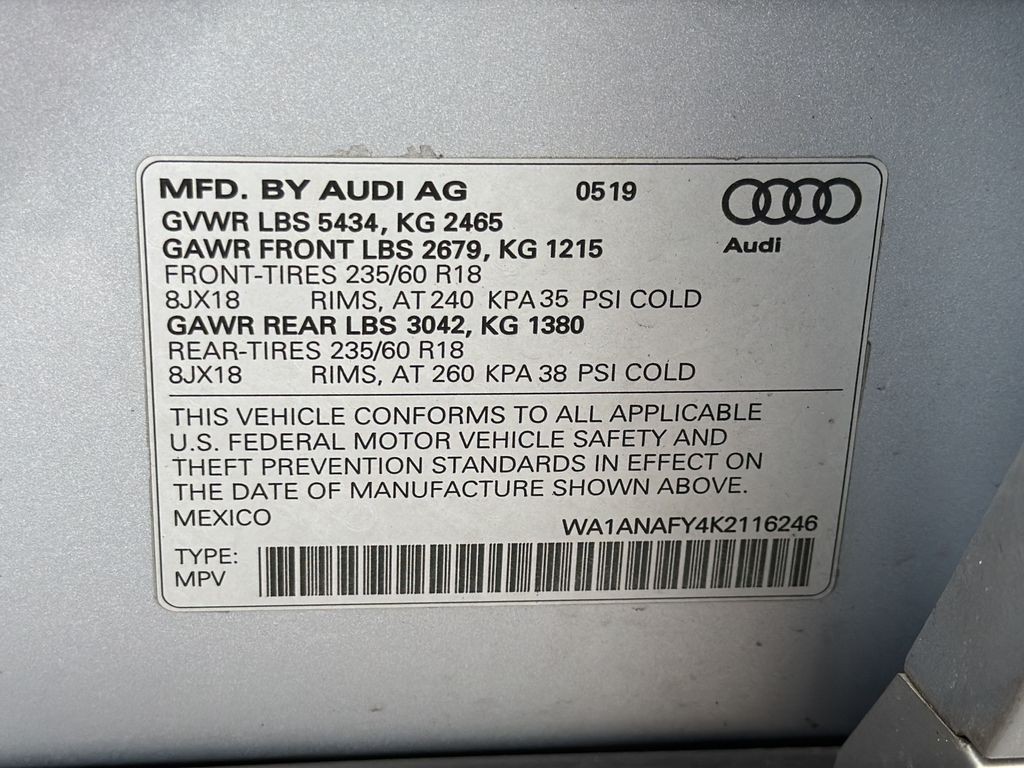 MFD. BY AUDI AG 0519
GVWR LBS 5434, KG 2465
GAWR FRONT LBS 2679, KG 1215
Audi
FRONT-TIRES 235/60 R18
8JX18 RIMS, AT 240 KPA 35 PSI COLD
GAWR REAR LBS 3042, KG 1380
REAR-TIRES 235/60 R18
8JX18 RIMS, AT 260 KPA 38 PSI COLD
THIS VEHICLE CONFORMS TO ALL APPLICABLE
U.S. FEDERAL MOTOR VEHICLE SAFETY AND
THEFT PREVENTION STANDARDS IN EFFECT ON
THE DATE OF MANUFACTURE SHOWN ABOVE.
MEXICO WA1ANAFY4K2116246
TYPE:
MPV